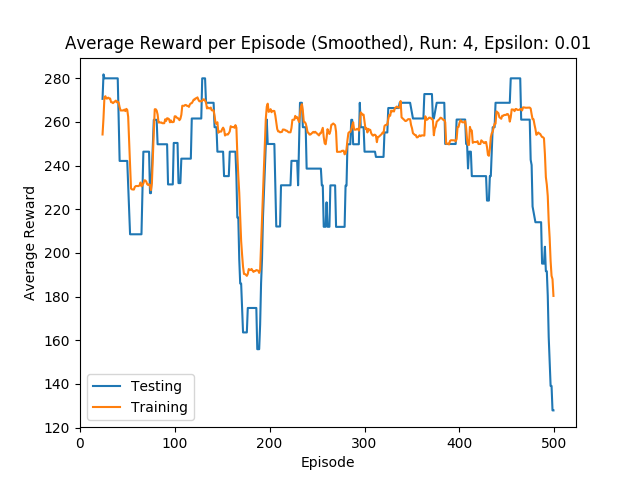 Average Reward per Episode (Smoothed), Run: 4, Epsilon: 0.01
280
260
240
220
200
180
160
140
120
Average Reward
0 100 200 300 400 500
Episode
Testing
Training